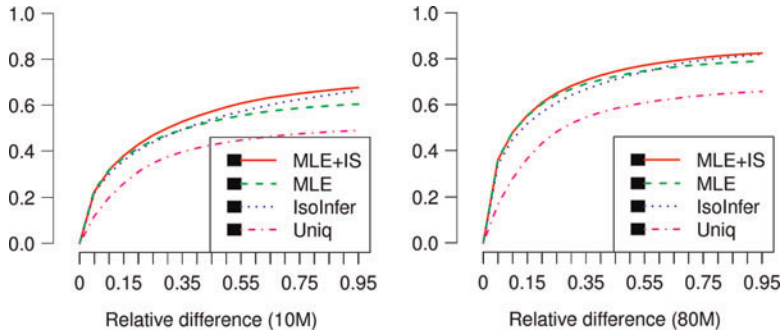 1.0
0.8
0.6
0.4
0.2
0.0
MLE+IS
MLE
IsoInfer
Uniq
0 0.15 0.35 0.55 0.75 0.95
Relative difference (10M)
1.0
0.8
0.6
0.4
0.2
0.0
MLE+IS
MLE
IsoInfer
Uniq
0 0.15 0.35 0.55 0.75 0.95
Relative difference (80M)